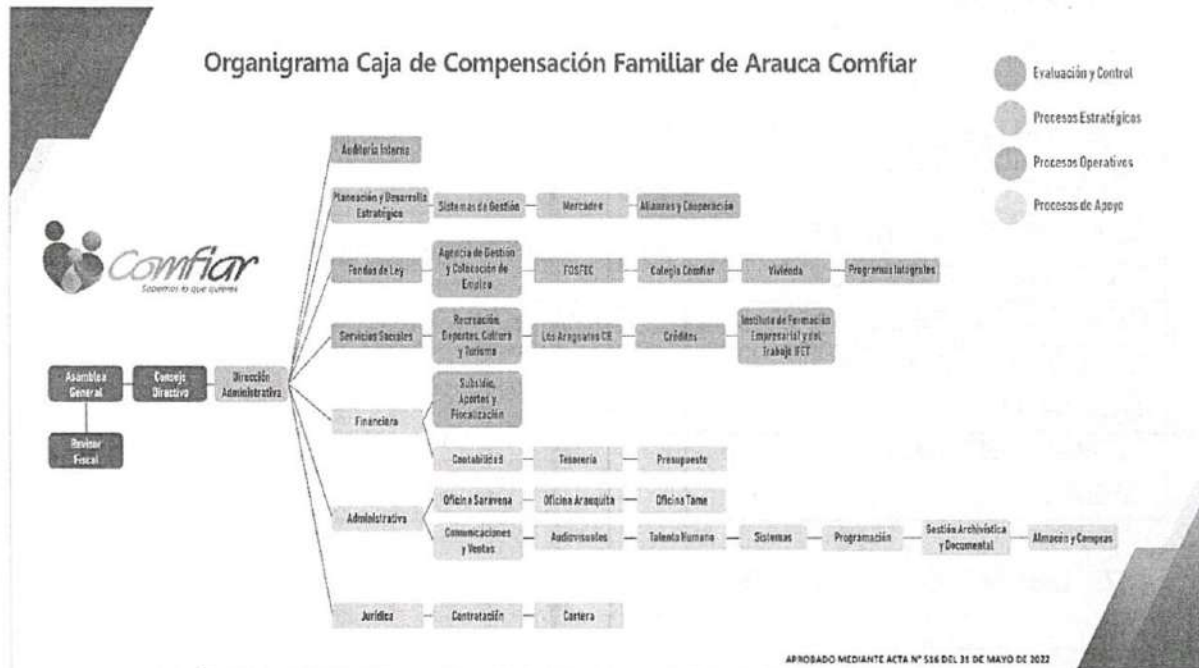 Organigrama Caja de Compensación Familiar de Arauca Comfiar
Evaluación y Control
Procesos Estratégicos
Procesos Operativos
Procesos de Apoyo
Comfiar
Sabemos lo que quieres
Asamblea
General
Revisor
Fiscal
Consejo
Directivo
Dirección
Administrativa
Auditoría Interna
Planeación y Desarrollo
Estratégico
Sistemas de Gestión
Mercadeo
Alianzas y Cooperación
Fondos de Ley
Agencia de Gestión
y Colocación de
Empleo
FOSFEC
Colegio Comfiar
Vivienda
Programas Integrales
Servicios Sociales
Recreación,
Deportes, Cultura
y Turismo
Los Araguatos CR
Créditos
Instituto de Formación
Empresarial y del
Trabajo IFET
Financiera
Subsidio,
Aportes y
Fiscalización
Contabilidad
Tesorería
Presupuesto
Administrativa
Oficina Saravena
Oficina Arauquita
Oficina Tame
Comunicaciones
y Ventas
Audiovisuales
Talento Humano
Sistemas
Programación
Gestión Archivística
y Documental
Almacén y Compras
Jurídica
Contratación
Cartera
APROBADO MEDIANTE ACTA N° 516 DEL 31 DE MAYO DE 2022